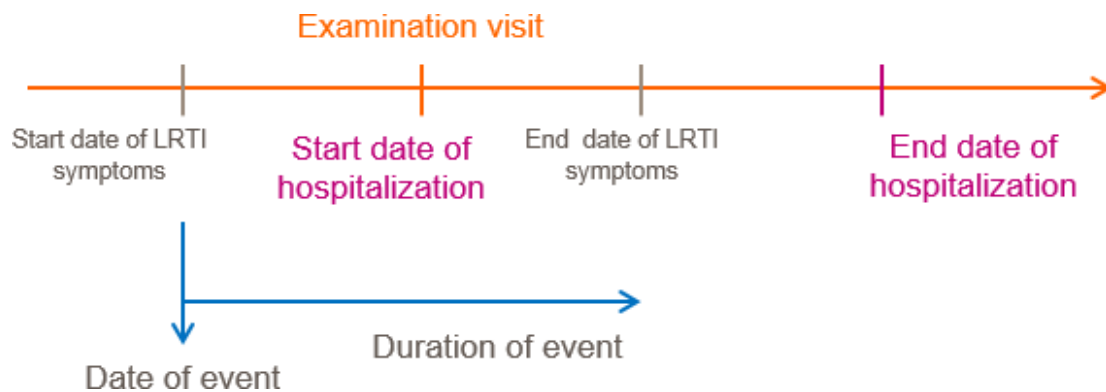 Examination visit
Start date of LRTI
symptoms
Start date of
hospitalization
End  date of LRTI
symptoms
End date of
hospitalization
Duration of event
Date of event